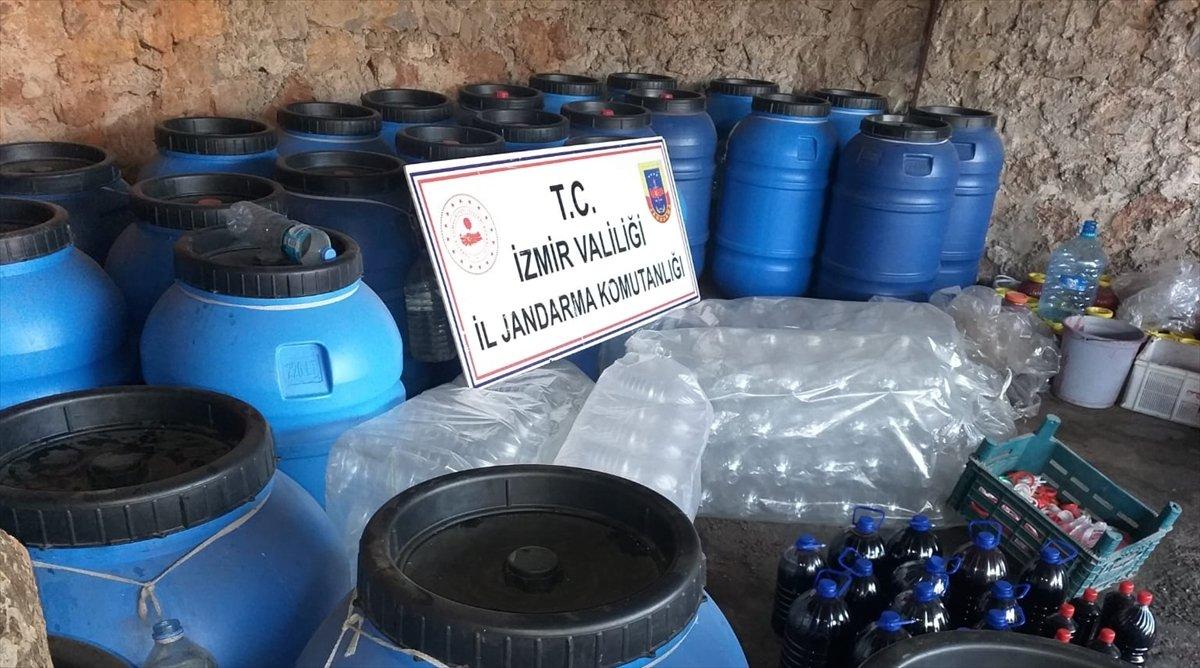 T.C.
İZMİR VALİLİĞİ
İL JANDARMA KOMUTANLIĞI